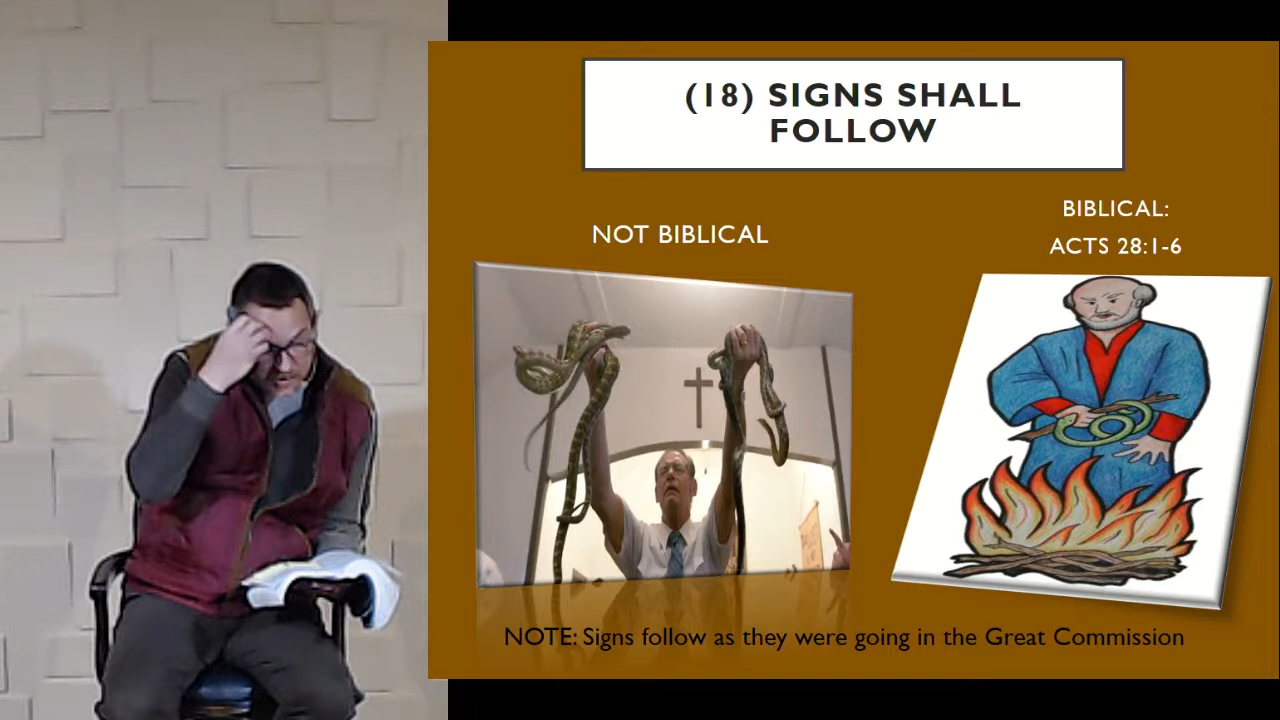 (18) SIGNS SHALL
FOLLOW
NOT BIBLICAL
BIBLICAL:
ACTS 28:1-6
NOTE: Signs follow as they were going in the Great Commission